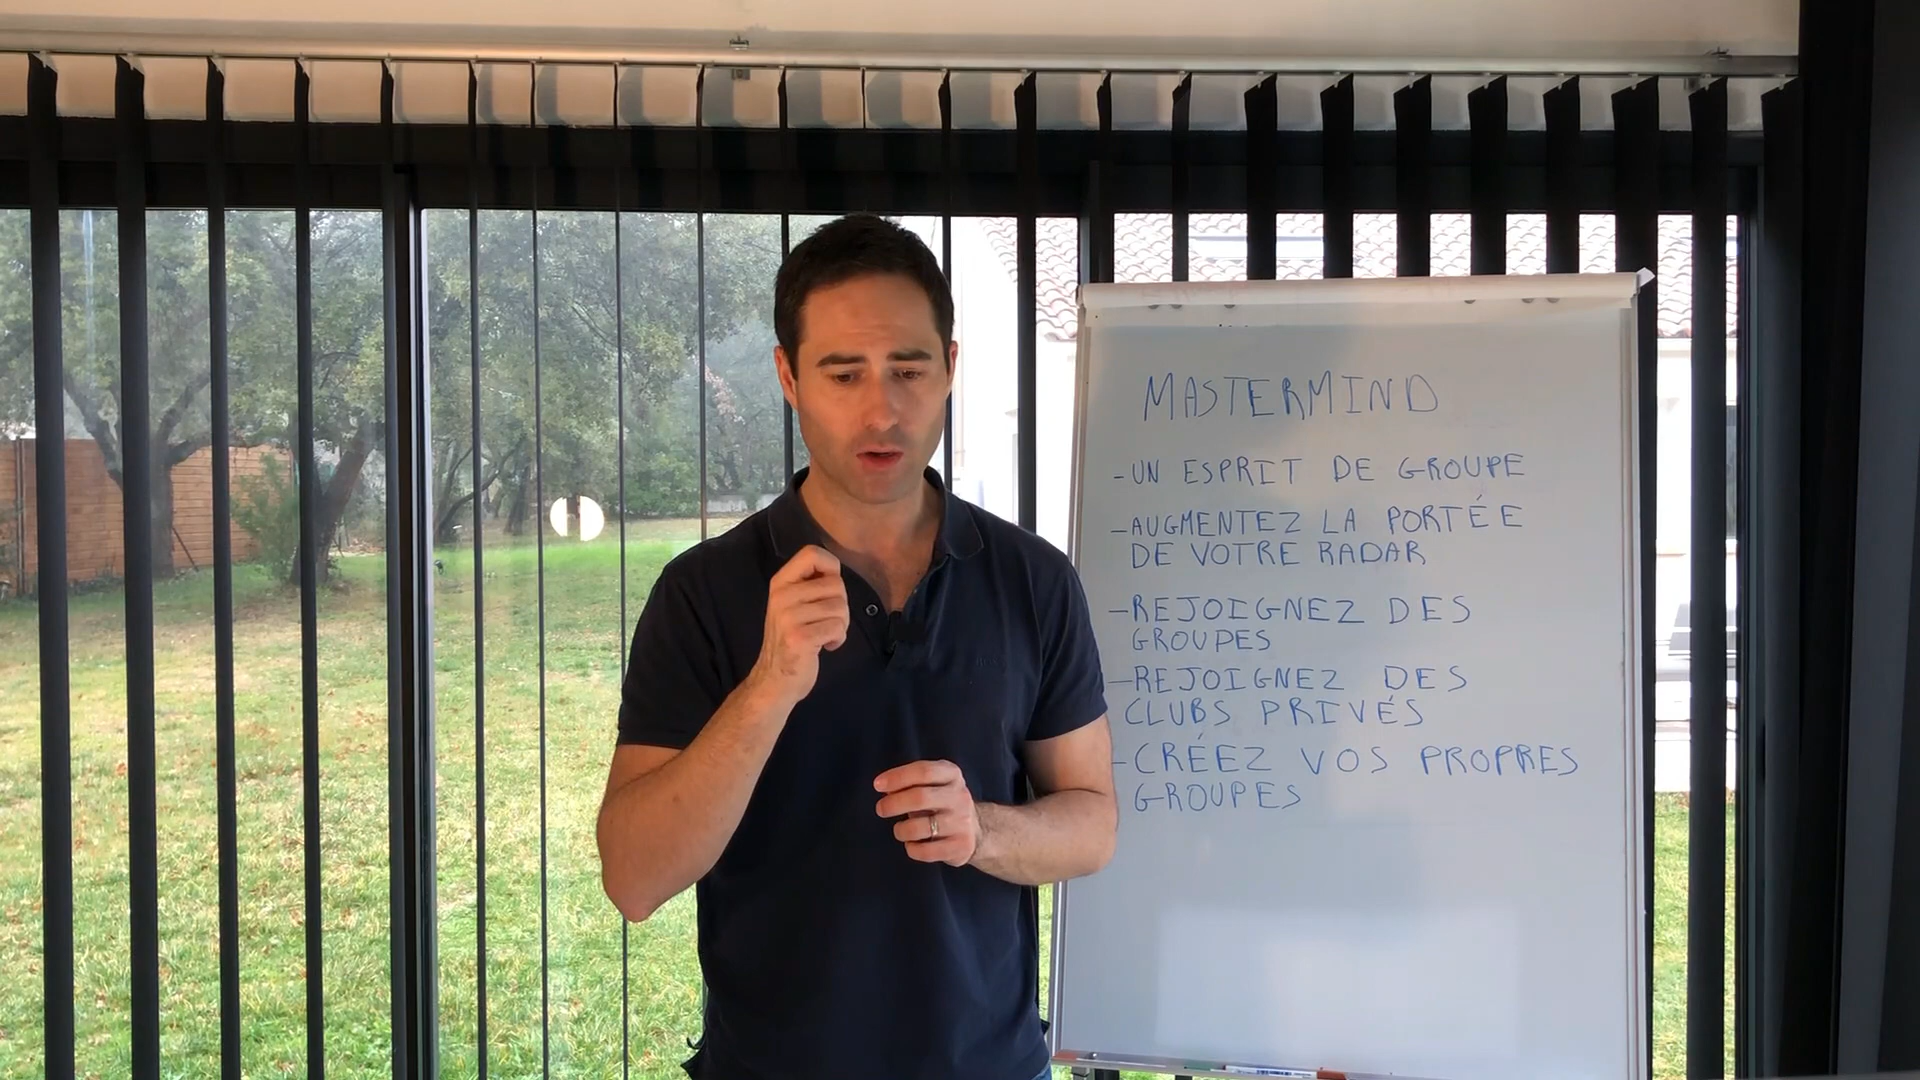 MASTERMIND
-UN ESPRIT DE GROUPE
-AUGMENTEZ LA PORTÉE
DE VOTRE RADAR
-REJOIGNEZ DES
GROUPES
-REJOIGNEZ DES
CLUBS PRIVÉS
-CRÉEZ VOS PROPRES
GROUPES